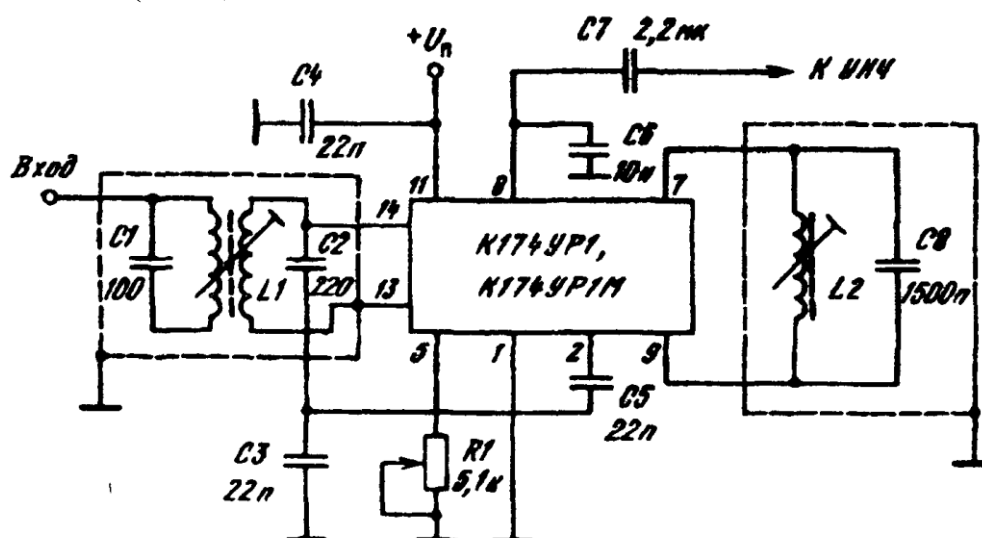 +Uп
C7 2,2мк
К УНЧ
C4
22п
Вход
C6
10н
11
8
7
14
C1
100
L1
C2
220
13
К174УР1,
К174УР1М
L2
C8
1500п
5
1
2
9
C5
22п
C3
22п
R1
5,1к